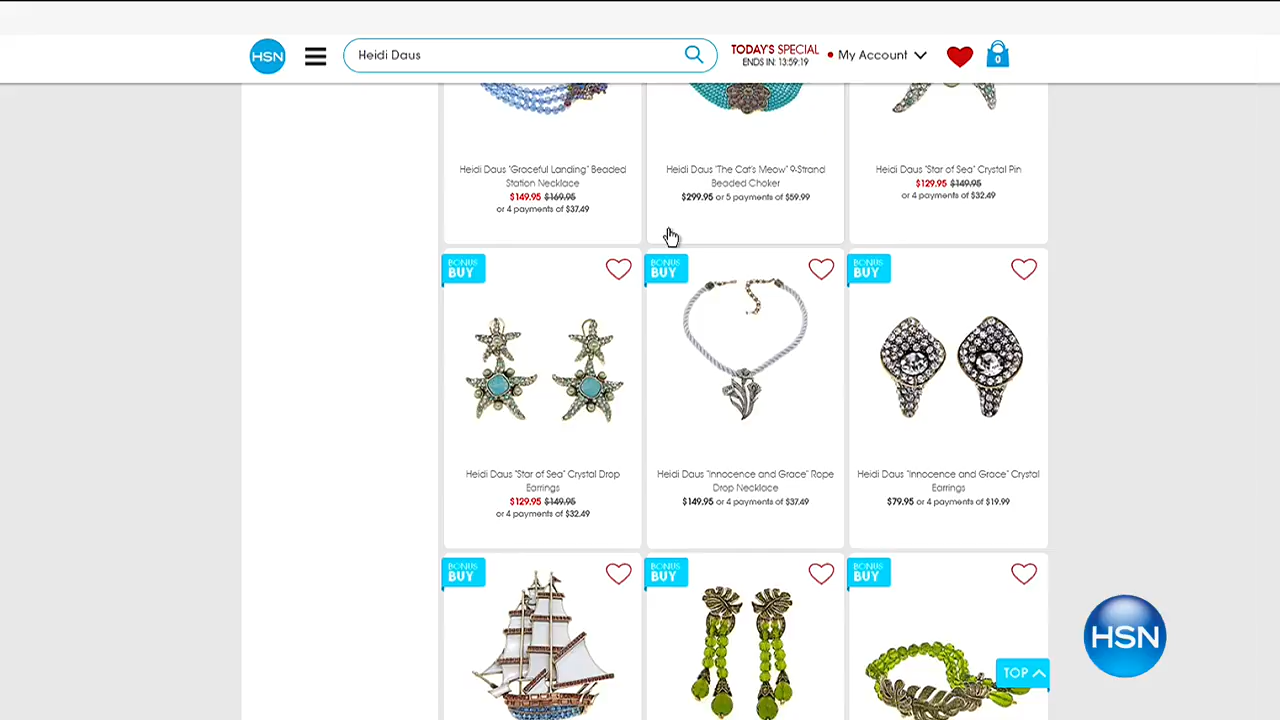 HSN
Heidi Daus
TODAY'S SPECIAL
ENDS IN: 13:59:19
My Account
0
Heidi Daus "Graceful Landing" Beaded
Station Necklace
$149.95 $169.95
or 4 payments of $37.49
Heidi Daus "The Cat's Meow" 9-Strand
Beaded Choker
$299.95 or 5 payments of $59.99
Heidi Daus "Star of Sea" Crystal Pin
$129.95 $149.95
or 4 payments of $32.49
BONUS
BUY
BONUS
BUY
BONUS
BUY
Heidi Daus "Star of Sea" Crystal Drop
Earrings
$129.95 $149.95
or 4 payments of $32.49
Heidi Daus "Innocence and Grace" Rope
Drop Necklace
$149.95 or 4 payments of $37.49
Heidi Daus "Innocence and Grace" Crystal
Earrings
$79.95 or 4 payments of $19.99
BONUS
BUY
BONUS
BUY
BONUS
BUY
HSN
TOP